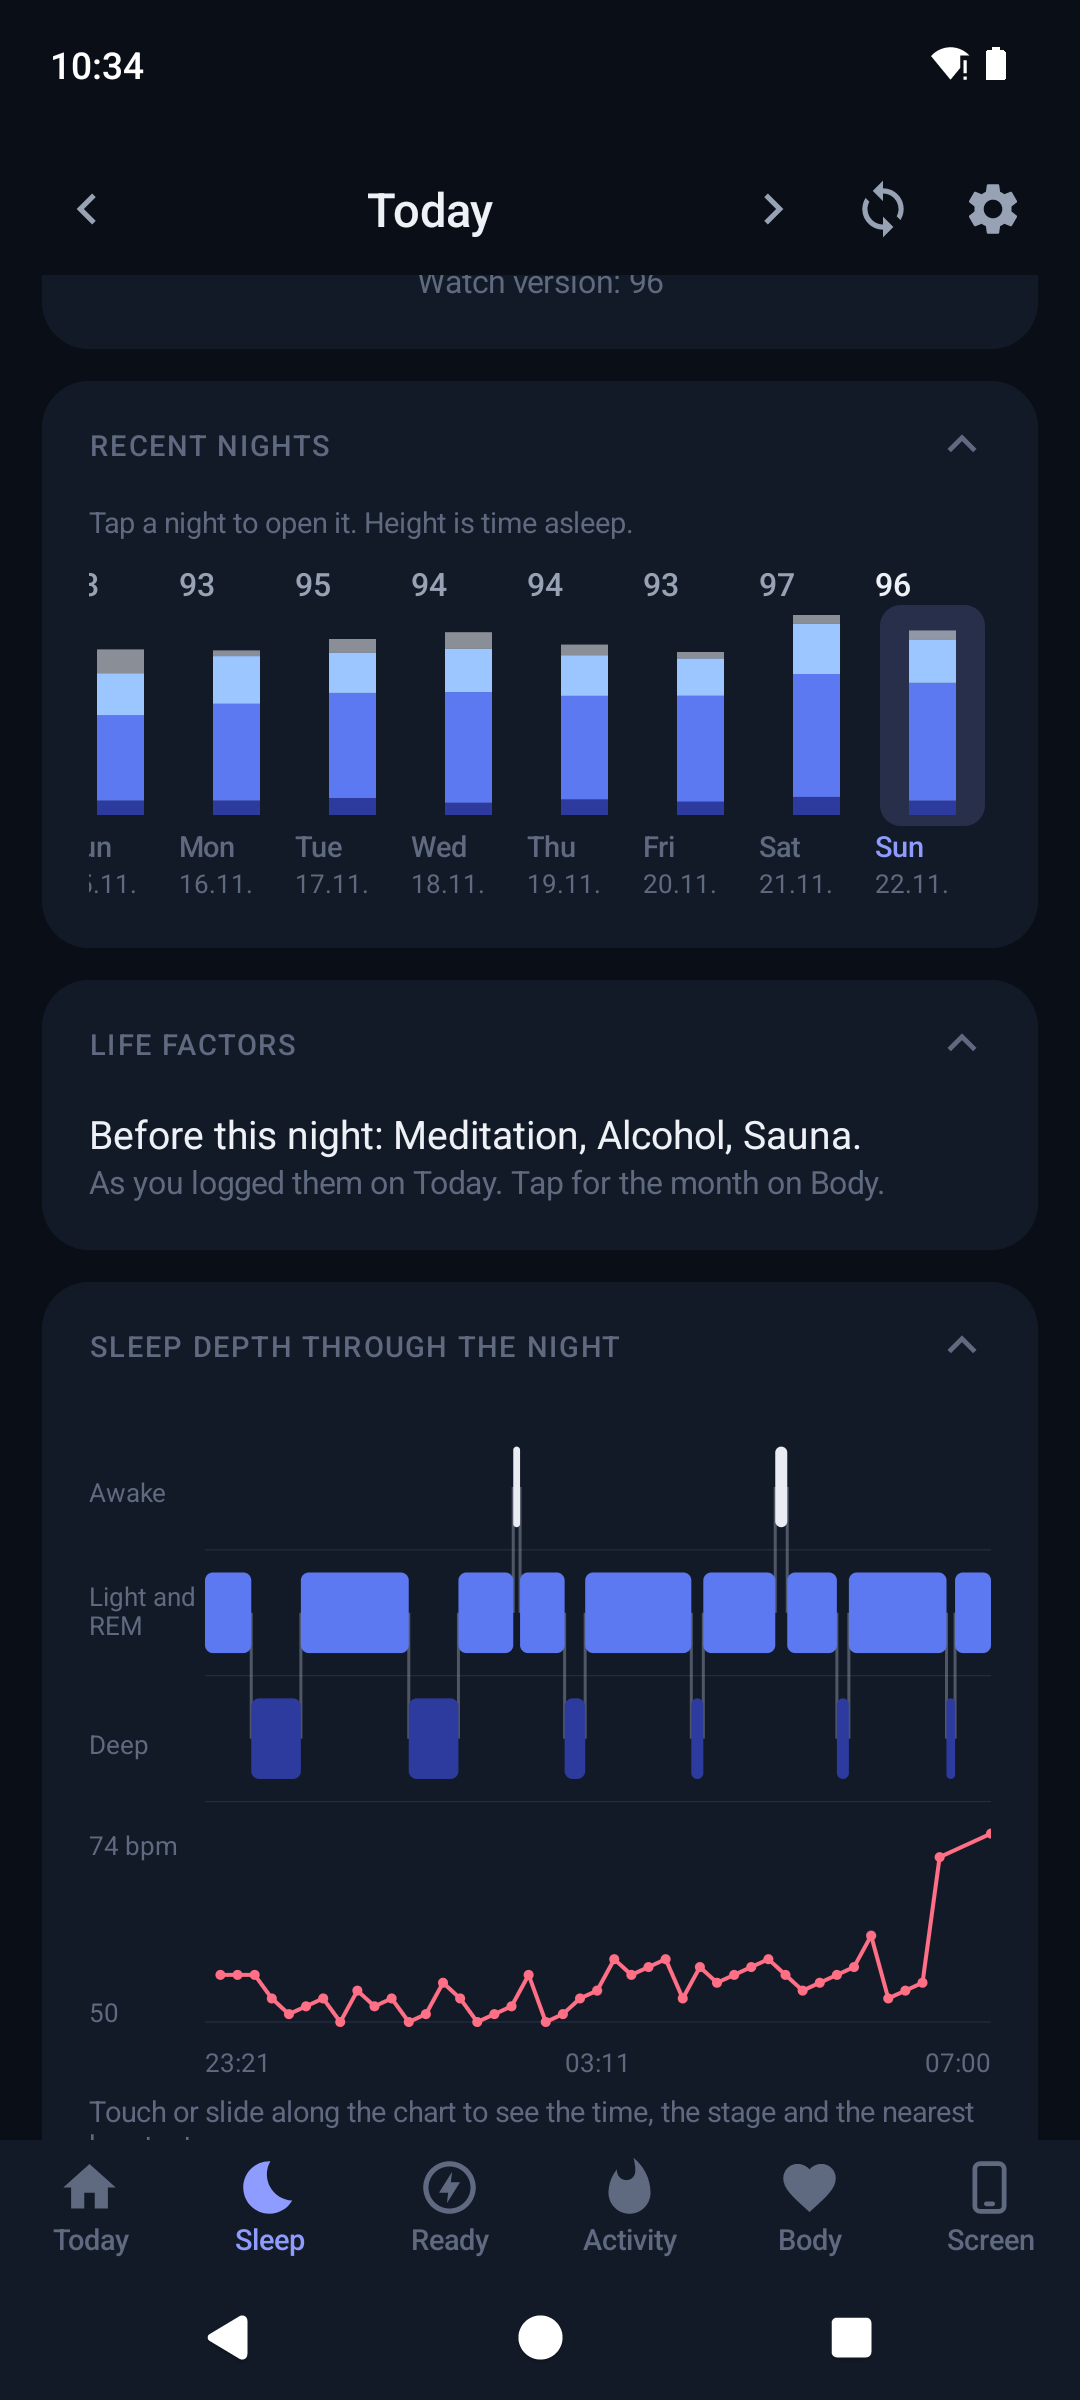 10:34
Today
Watch version: 96
RECENT NIGHTS
Tap a night to open it. Height is time asleep.
93 95 94 94 93 97 96
Mon Tue Wed Thu Fri Sat Sun
16.11. 17.11. 18.11. 19.11. 20.11. 21.11. 22.11.
LIFE FACTORS
Before this night: Meditation, Alcohol, Sauna.
As you logged them on Today. Tap for the month on Body.
SLEEP DEPTH THROUGH THE NIGHT
Awake
Light and
REM
Deep
74 bpm
50
23:21 03:11 07:00
Touch or slide along the chart to see the time, the stage and the nearest
Today Sleep Ready Activity Body Screen